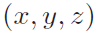 (x, y, z)